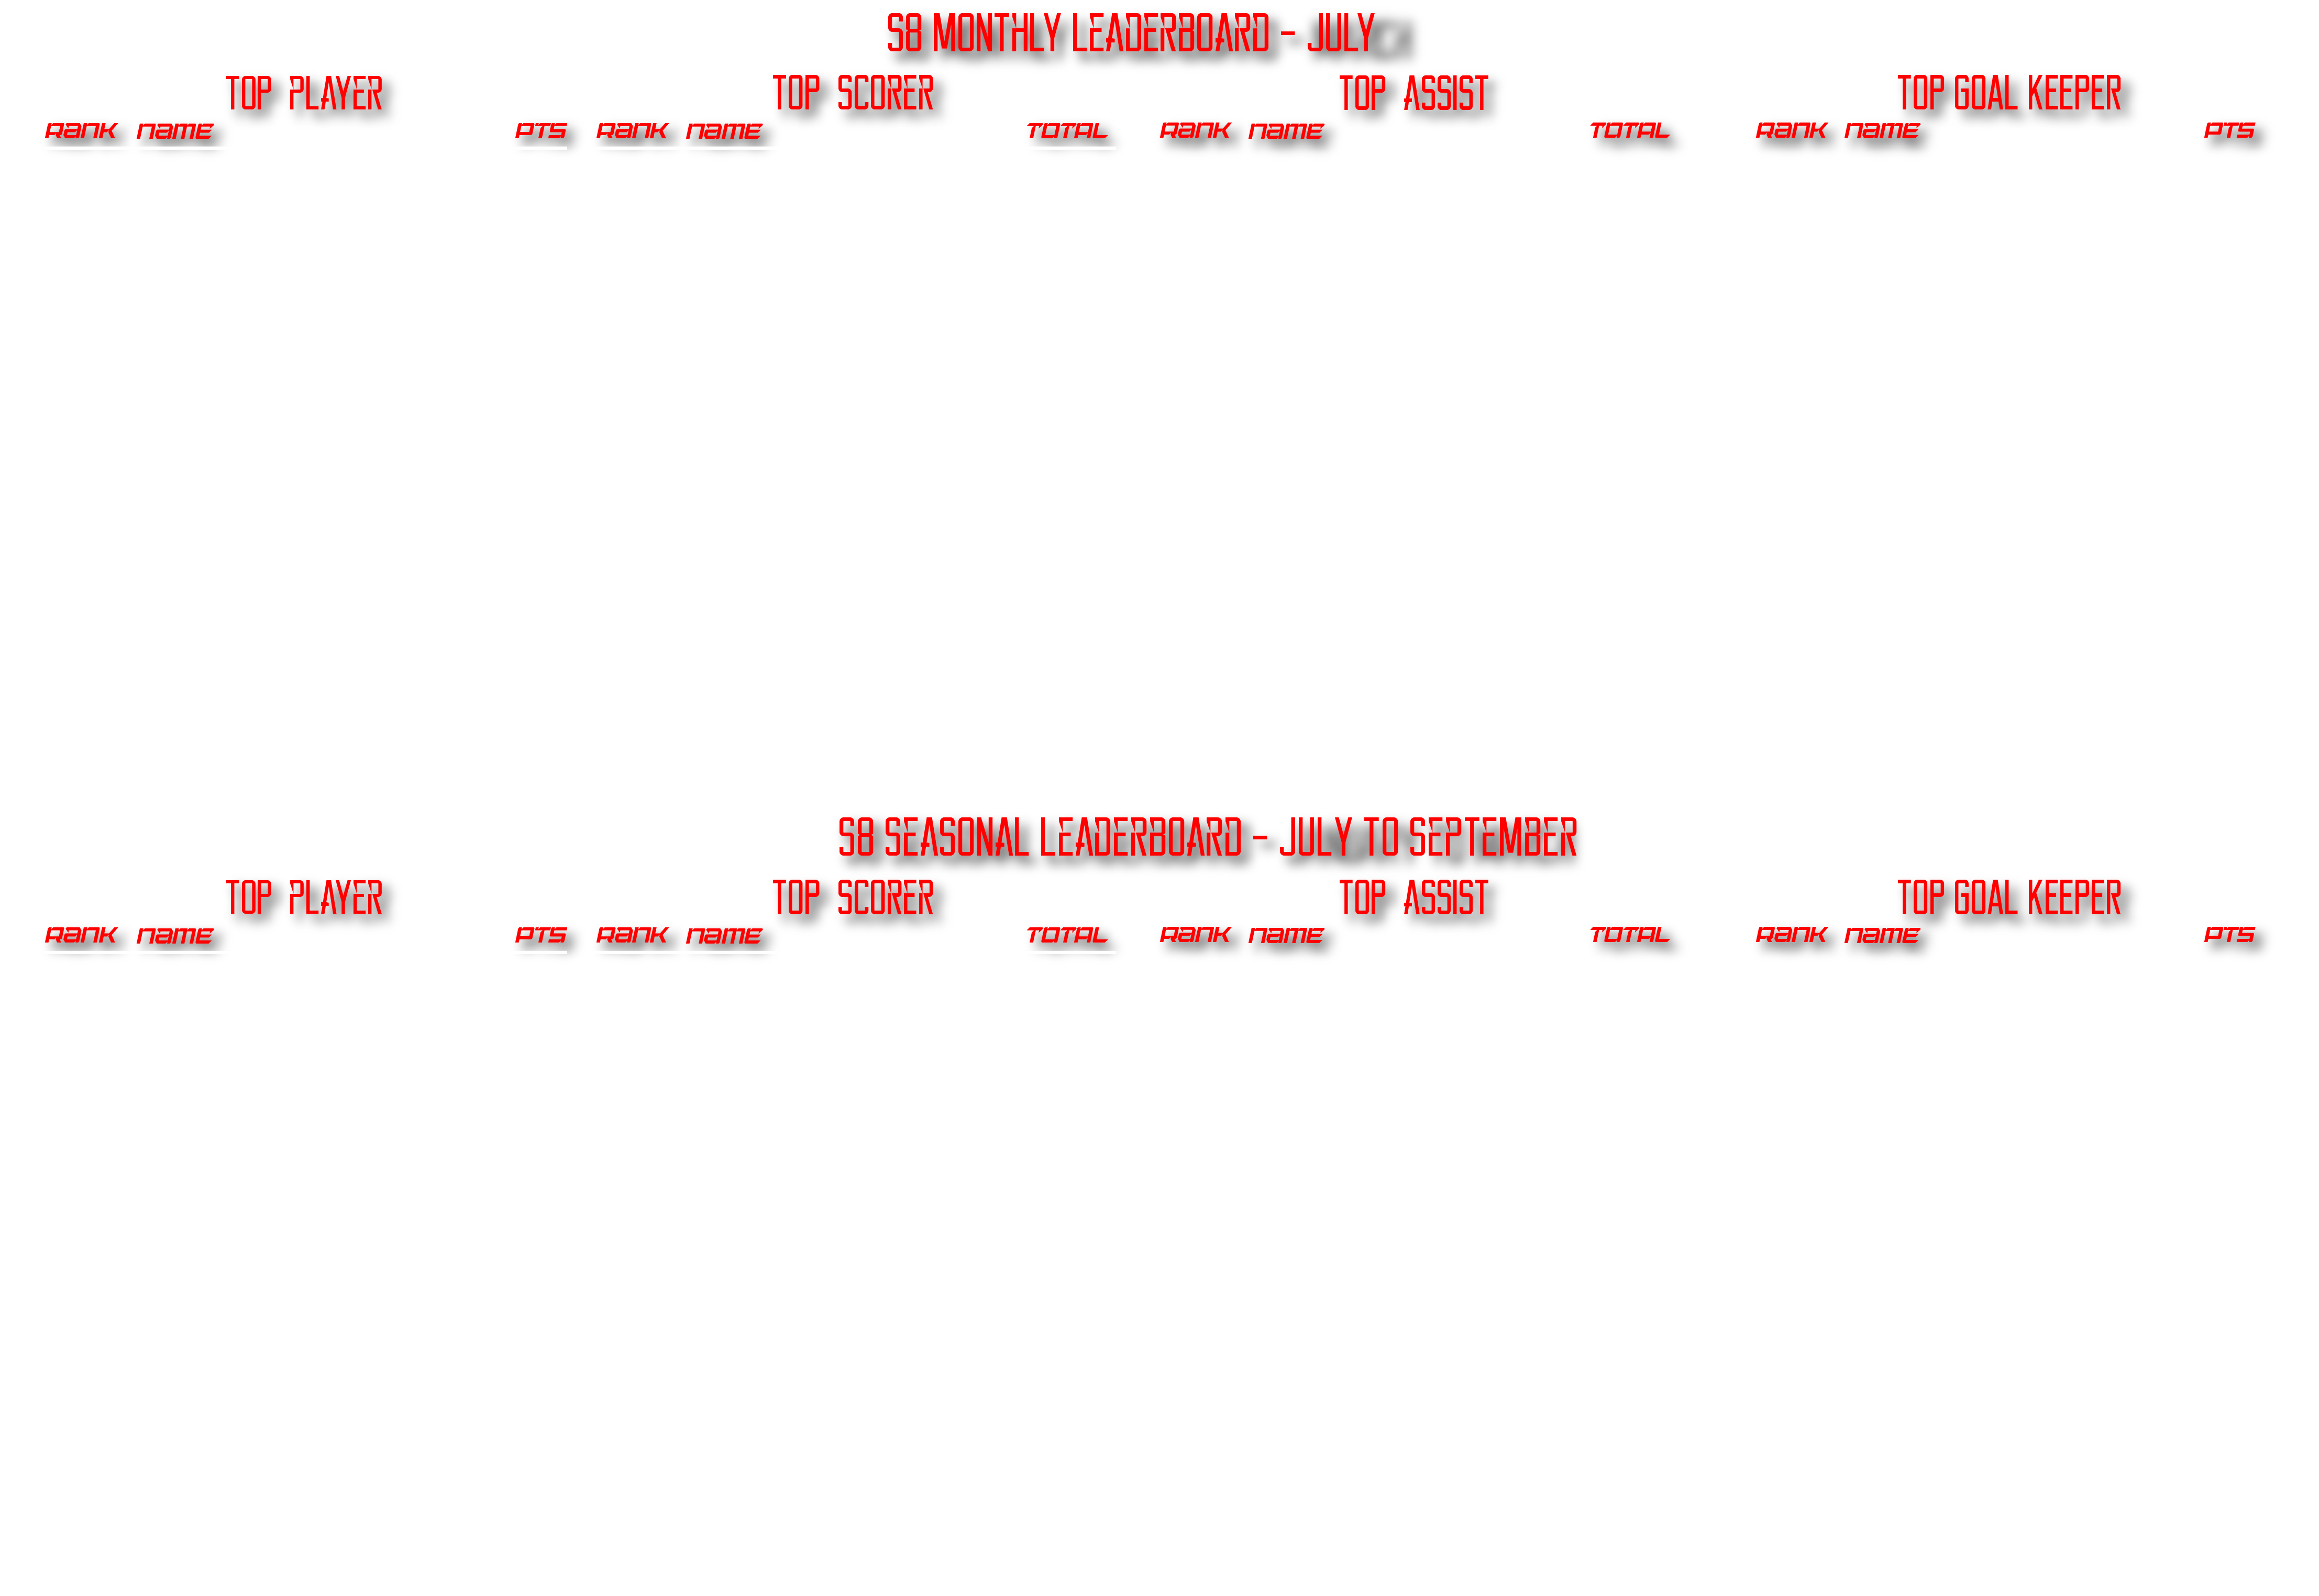 S8 MONTHLY LEADERBOARD - JULY
TOP PLAYER TOP SCORER TOP ASSIST TOP GOAL KEEPER
RANK NAME PTS RANK NAME TOTAL RANK NAME TOTAL RANK NAME PTS
S8 SEASONAL LEADERBOARD - JULY TO SEPTEMBER
TOP PLAYER TOP SCORER TOP ASSIST TOP GOAL KEEPER
RANK NAME PTS RANK NAME TOTAL RANK NAME TOTAL RANK NAME PTS